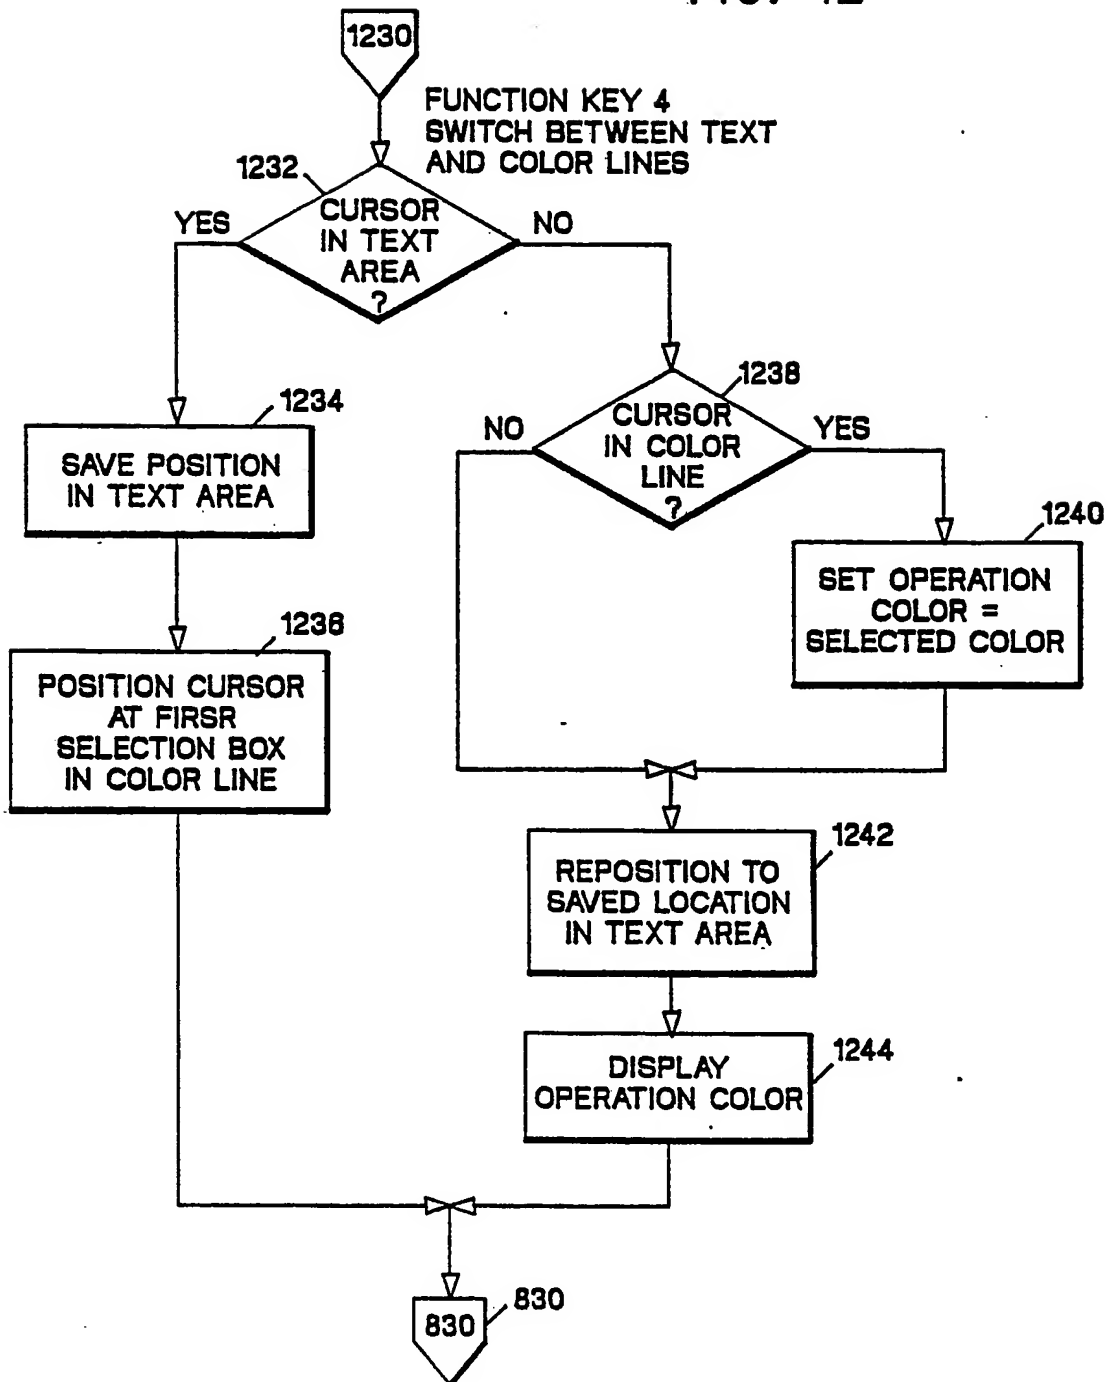 1230
FUNCTION KEY 4
SWITCH BETWEEN TEXT
AND COLOR LINES
1232
CURSOR
IN TEXT
AREA
?
YES
NO
1238
CURSOR
IN COLOR
LINE
?
NO
YES
1234
SAVE POSITION
IN TEXT AREA
1240
SET OPERATION
COLOR =
SELECTED COLOR
1236
POSITION CURSOR
AT FIRSR
SELECTION BOX
IN COLOR LINE
1242
REPOSITION TO
SAVED LOCATION
IN TEXT AREA
1244
DISPLAY
OPERATION COLOR
830
830